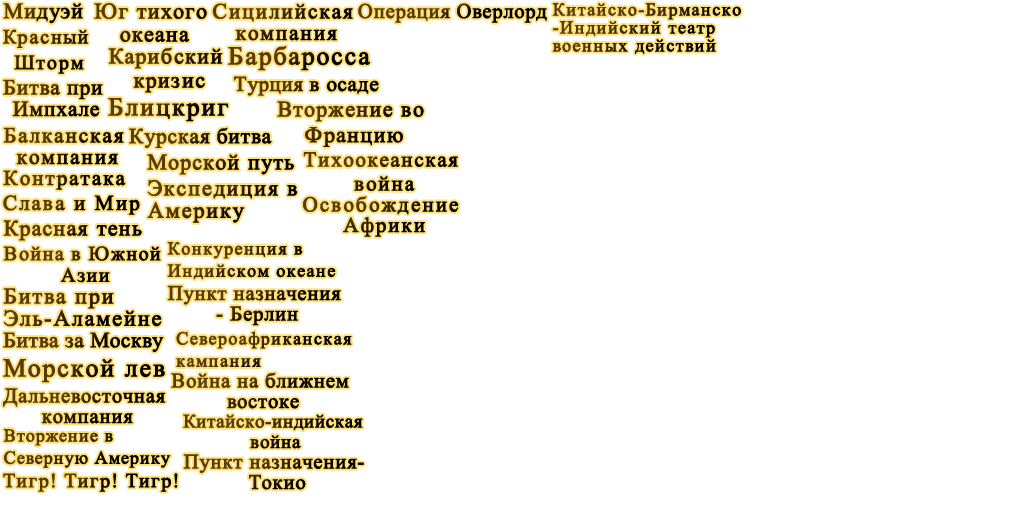 Мидуэй
Красный
Шторм
Битва при
Импхале
Балканская
компания
Контратака
Слава и Мир
Красная тень
Война в Южной
Азии
Битва при
Эль-Аламейне
Битва за Москву
Морской лев
Дальневосточная
компания
Вторжение в
Северную Америку
Тигр! Тигр! Тигр!
Юг тихого
океана
Карибский
кризис
Блицкриг
Курская битва
Морской путь
Экспедиция в
Америку
Конкуренция в
Индийском океане
Пункт назначения
- Берлин
Североафриканская
кампания
Война на ближнем
востоке
Китайско-индийская
война
Пункт назначения-
Токио
Сицилийская
компания
Барбаросса
Турция в осаде
Вторжение во
Францию
Тихоокеанская
война
Освобождение
Африки
Операция Оверлорд
Китайско-Бирманско
-Индийский театр
военных действий